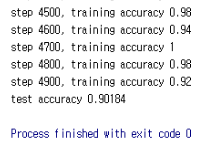 step 4500, training accuracy 0.98
step 4600, training accuracy 0.94
step 4700, training accuracy 1
step 4800, training accuracy 0.98
step 4900, training accuracy 0.92
test accuracy 0.90184
Process finished with exit code 0